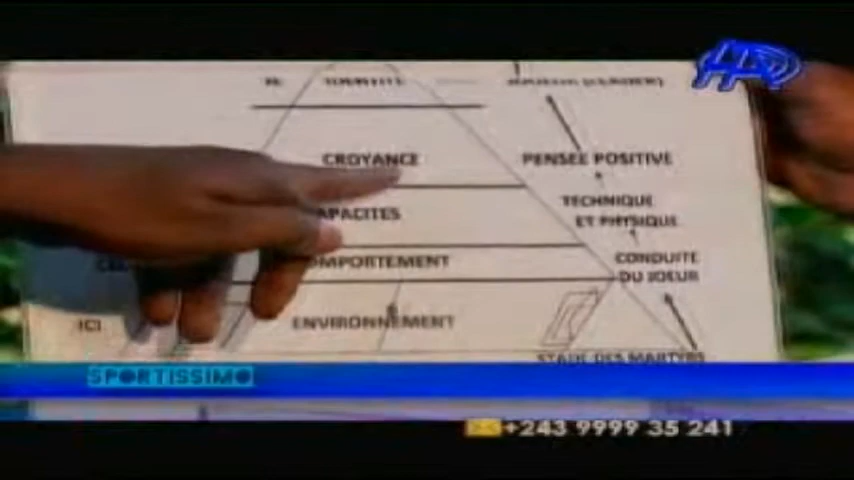 IDENTITE
CROYANCE
PENSEE POSITIVE
TECHNIQUE
ET PHYSIQUE
APACITES
CONDUITE
DU JOEUR
OMPORTEMENT
ICI
ENVIRONNEMENT
STADE DES MARTYRS
SPORTISSIMO
+243 9999 35 241